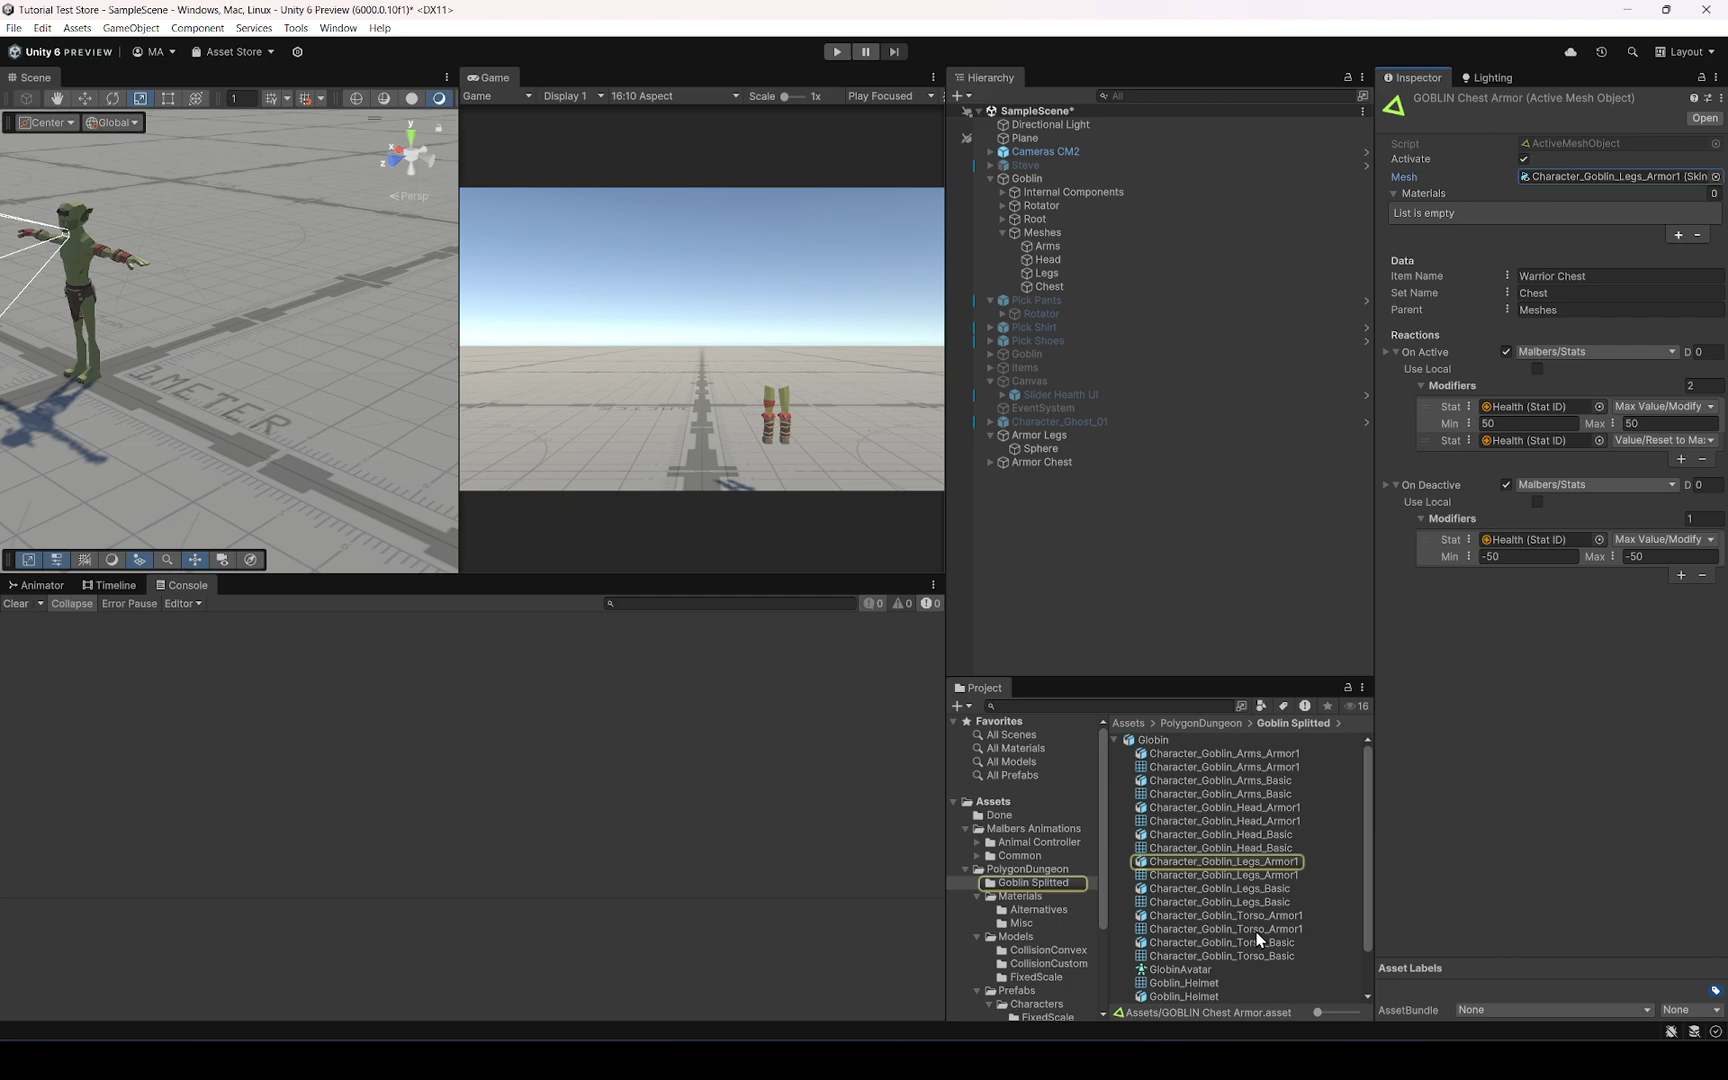 Tutorial Test Store - SampleScene - Windows, Mac, Linux - Unity 6 Preview (6000.0.10f1)* <DX11>
File Edit Assets GameObject Component Services Tools Window Help
Unity 6 PREVIEW MA Asset Store Layout
Scene
1
Center Global
y
x
z
Persp
METER
Game
Game Display 1 16:10 Aspect Scale 1x Play Focused
Hierarchy
All
SampleScene*
Directional Light
Plane
Cameras CM2
Steve
Goblin
Internal Components
Rotator
Root
Meshes
Arms
Head
Legs
Chest
Pick Pants
Rotator
Pick Shirt
Pick Shoes
Goblin
Items
Canvas
Slider Health UI
EventSystem
Character_Ghost_01
Armor Legs
Sphere
Armor Chest
Inspector Lighting
GOBLIN Chest Armor (Active Mesh Object)
Open
Script ActiveMeshObject
Activate
Mesh Character_Goblin_Legs_Armor1 (Skin
Materials 0
List is empty
+ -
Data
Item Name Warrior Chest
Set Name Chest
Parent Meshes
Reactions
On Active Malbers/Stats D 0
Use Local
Modifiers 2
Stat Health (Stat ID) Max Value/Modify
Min 50 Max 50
Stat Health (Stat ID) Value/Reset to Ma:
+ -
On Deactive Malbers/Stats D 0
Use Local
Modifiers 1
Stat Health (Stat ID) Max Value/Modify
Min -50 Max -50
+ -
Asset Labels
AssetBundle None None
Animator Timeline Console
Clear Collapse Error Pause Editor 0 0 0
Project
16
Favorites
All Scenes
All Materials
All Models
All Prefabs
Assets
Done
Malbers Animations
Animal Controller
Common
PolygonDungeon
Goblin Splitted
Materials
Alternatives
Misc
Models
CollisionConvex
CollisionCustom
FixedScale
Prefabs
Characters
FixedScale
Assets > PolygonDungeon > Goblin Splitted >
Globin
Character_Goblin_Arms_Armor1
Character_Goblin_Arms_Armor1
Character_Goblin_Arms_Basic
Character_Goblin_Arms_Basic
Character_Goblin_Head_Armor1
Character_Goblin_Head_Armor1
Character_Goblin_Head_Basic
Character_Goblin_Head_Basic
Character_Goblin_Legs_Armor1
Character_Goblin_Legs_Armor1
Character_Goblin_Legs_Basic
Character_Goblin_Legs_Basic
Character_Goblin_Torso_Armor1
Character_Goblin_Torso_Armor1
Character_Goblin_Torso_Basic
Character_Goblin_Torso_Basic
GlobinAvatar
Goblin_Helmet
Goblin_Helmet
Assets/GOBLIN Chest Armor.asset